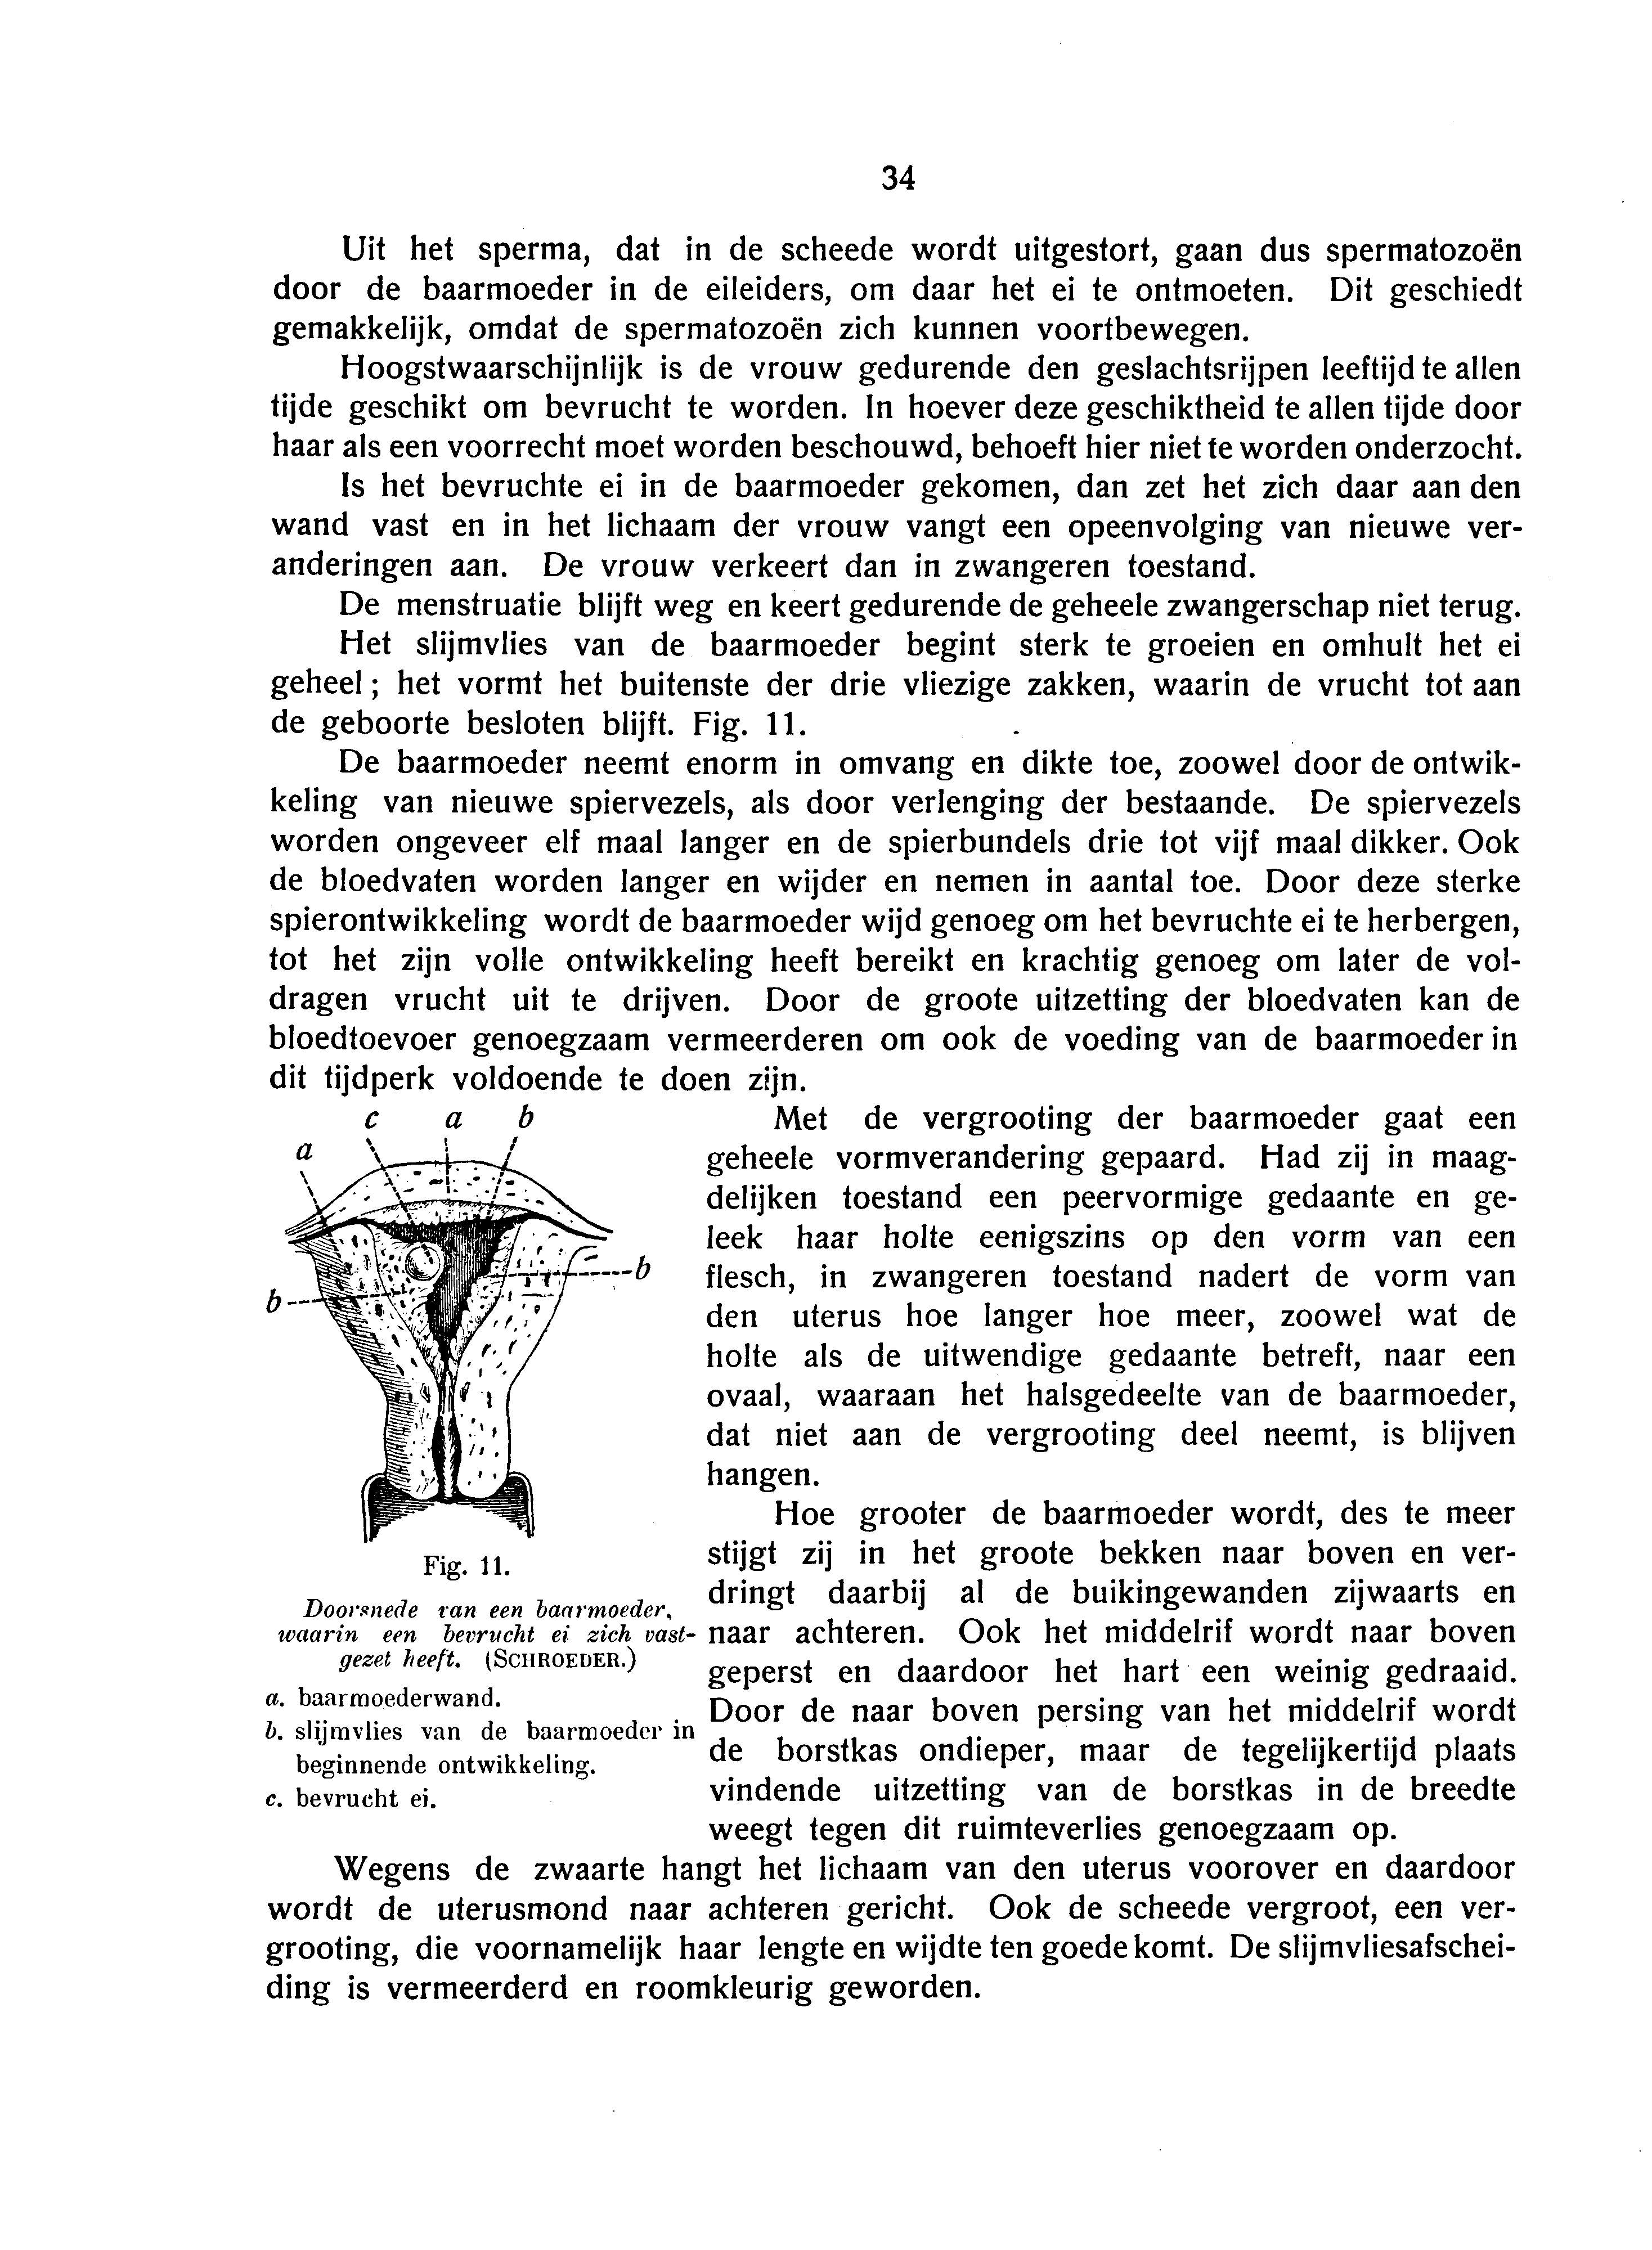 34
Uit het sperma, dat in de scheede wordt uitgestort, gaan dus spermatozoën
door de baarmoeder in de eileiders, om daar het ei te ontmoeten. Dit geschiedt
gemakkelijk, omdat de spermatozoën zich kunnen voortbewegen.
Hoogstwaarschijnlijk is de vrouw gedurende den geslachtsrijpen leeftijd te allen
tijde geschikt om bevrucht te worden. In hoever deze geschiktheid te allen tijde door
haar als een voorrecht moet worden beschouwd, behoeft hier niet te worden onderzocht.
Is het bevruchte ei in de baarmoeder gekomen, dan zet het zich daar aan den
wand vast en in het lichaam der vrouw vangt een opeenvolging van nieuwe ver-
anderingen aan. De vrouw verkeert dan in zwangeren toestand.
De menstruatie blijft weg en keert gedurende de geheele zwangerschap niet terug.
Het slijmvlies van de baarmoeder begint sterk te groeien en omhult het ei
geheel; het vormt het buitenste der drie vliezige zakken, waarin de vrucht tot aan
de geboorte besloten blijft. Fig. 11.
De baarmoeder neemt enorm in omvang en dikte toe, zoowel door de ontwik-
keling van nieuwe spiervezels, als door verlenging der bestaande. De spiervezels
worden ongeveer elf maal langer en de spierbundels drie tot vijf maal dikker. Ook
de bloedvaten worden langer en wijder en nemen in aantal toe. Door deze sterke
spierontwikkeling wordt de baarmoeder wijd genoeg om het bevruchte ei te herbergen,
tot het zijn volle ontwikkeling heeft bereikt en krachtig genoeg om later de vol-
dragen vrucht uit te drijven. Door de groote uitzetting der bloedvaten kan de
bloedtoevoer genoegzaam vermeerderen om ook de voeding van de baarmoeder in
dit tijdperk voldoende te doen zijn.
c a b
a
b
b
Fig. 11.
Doorsnede van een baarmoeder,
waarin een bevrucht ei zich vast-
gezet heeft. (SCHROEDER.)
a. baarmoederwand.
b. slijmvlies van de baarmoeder in
beginnende ontwikkeling.
c. bevrucht ei.
Met de vergrooting der baarmoeder gaat een
geheele vormverandering gepaard. Had zij in maag-
delijken toestand een peervormige gedaante en ge-
leek haar holte eenigszins op den vorm van een
flesch, in zwangeren toestand nadert de vorm van
den uterus hoe langer hoe meer, zoowel wat de
holte als de uitwendige gedaante betreft, naar een
ovaal, waaraan het halsgedeelte van de baarmoeder,
dat niet aan de vergrooting deel neemt, is blijven
hangen.
Hoe grooter de baarmoeder wordt, des te meer
stijgt zij in het groote bekken naar boven en ver-
dringt daarbij al de buikingewanden zijwaarts en
naar achteren. Ook het middelrif wordt naar boven
geperst en daardoor het hart een weinig gedraaid.
Door de naar boven persing van het middelrif wordt
de borstkas ondieper, maar de tegelijkertijd plaats
vindende uitzetting van de borstkas in de breedte
weegt tegen dit ruimteverlies genoegzaam op.
Wegens de zwaarte hangt het lichaam van den uterus voorover en daardoor
wordt de uterusmond naar achteren gericht. Ook de scheede vergroot, een ver-
grooting, die voornamelijk haar lengte en wijdte ten goede komt. De slijmvliesafschei-
ding is vermeerderd en roomkleurig geworden.